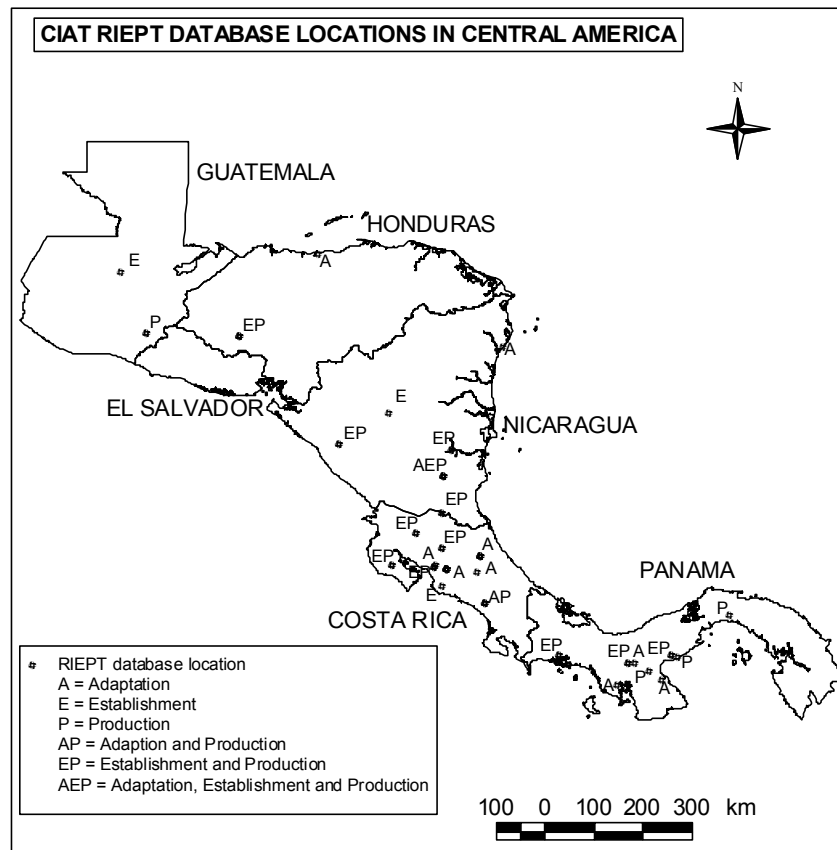 CIAT RIEPT DATABASE LOCATIONS IN CENTRAL AMERICA
N
GUATEMALA
HONDURAS
E
A
P
EP
A
EL SALVADOR
E
NICARAGUA
EP
EP
AEP
EP
EP
EP
A
A
EP
EP
A
A
E
AP
PANAMA
COSTA RICA
P
EP
EP A
EP
P
P
A
A
RIEPT database location
A = Adaptation
E = Establishment
P = Production
AP = Adaption and Production
EP = Establishment and Production
AEP = Adaptation, Establishment and Production
100 0 100 200 300 km